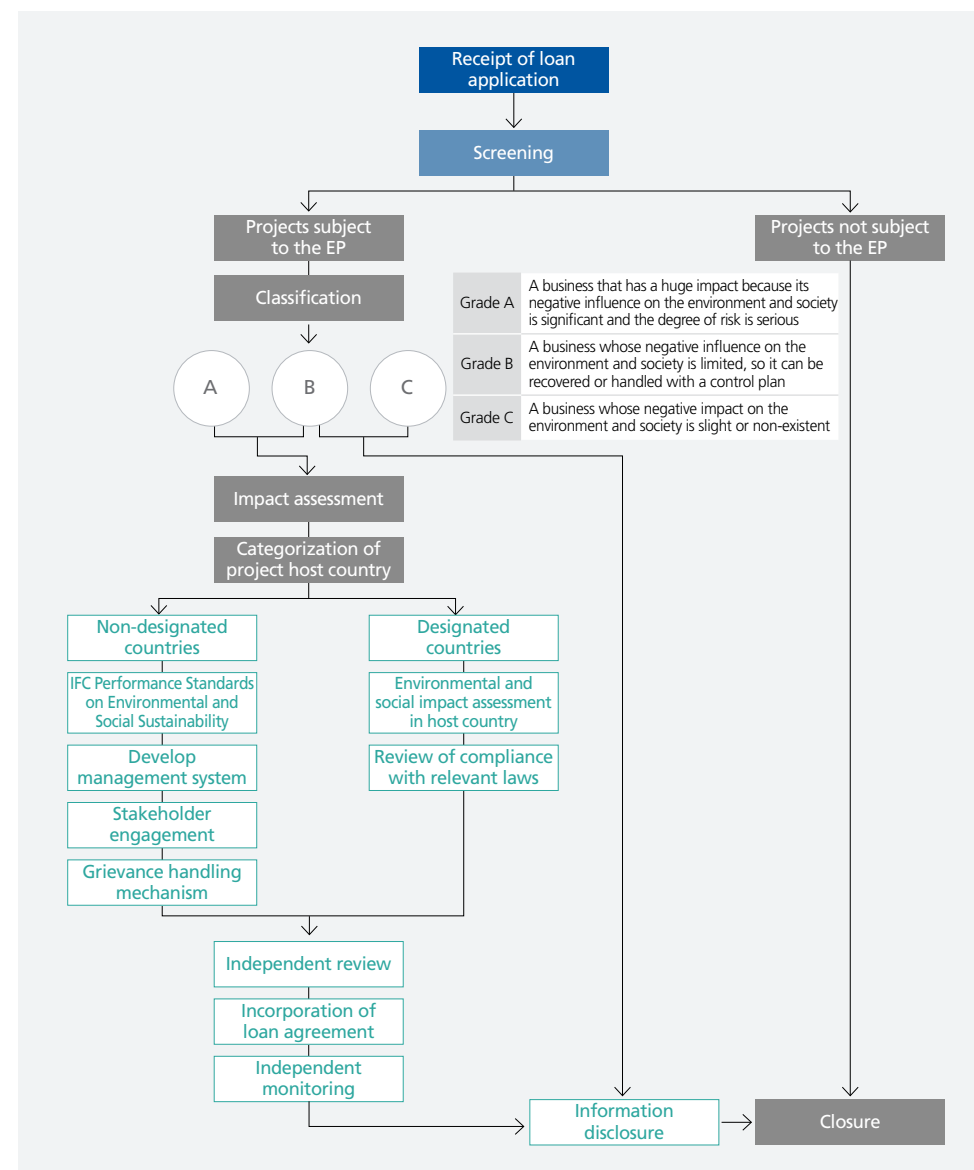 Receipt of loan
application
Screening
Projects subject
to the EP
Projects not subject
to the EP
Classification
Grade A
A business that has a huge impact because its
negative influence on the environment and society
is significant and the degree of risk is serious
Grade B
A business whose negative influence on the
environment and society is limited, so it can be
recovered or handled with a control plan
Grade C
A business whose negative impact on the
environment and society is slight or non-existent
A
B
C
Impact assessment
Categorization of
project host country
Non-designated
countries
IFC Performance Standards
on Environmental and
Social Sustainability
Develop
management system
Stakeholder
engagement
Grievance handling
mechanism
Designated
countries
Environmental and
social impact assessment
in host country
Review of compliance
with relevant laws
Independent review
Incorporation of
loan agreement
Independent
monitoring
Information
disclosure
Closure